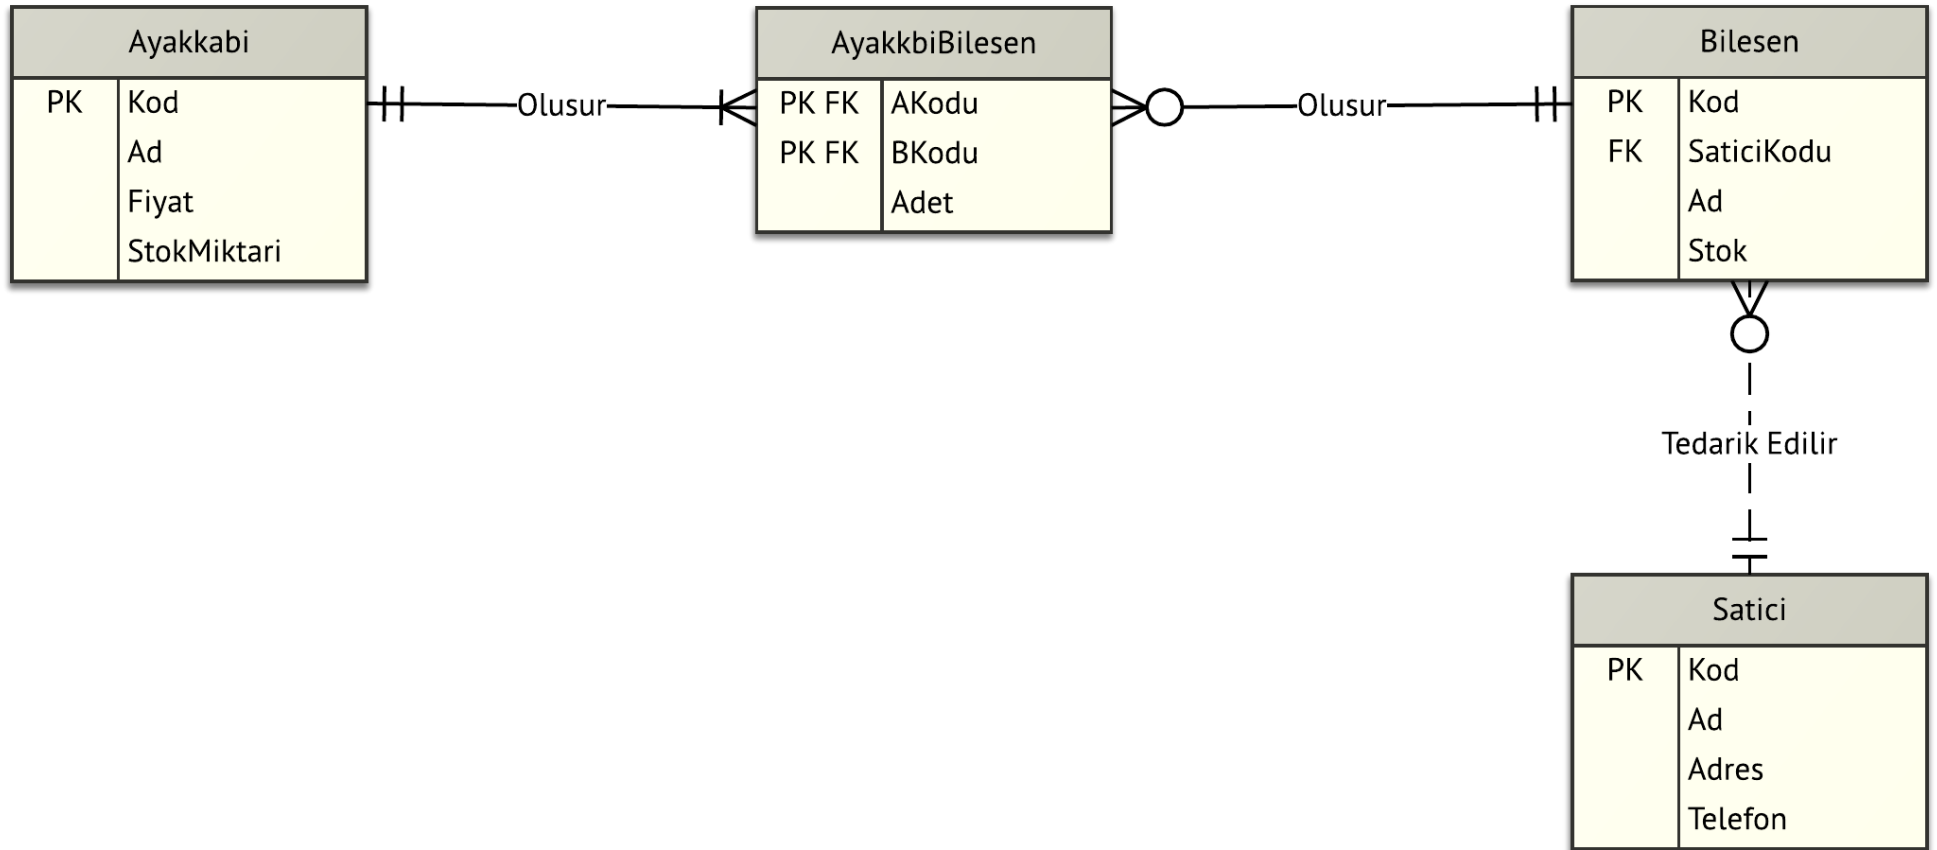 Ayakkabi
PK Kod
Ad
Fiyat
StokMiktari
Olusur
AyakkbiBilesen
PK FK AKodu
PK FK BKodu
Adet
Olusur
Bilesen
PK Kod
FK SaticiKodu
Ad
Stok
Tedarik Edilir
Satici
PK Kod
Ad
Adres
Telefon